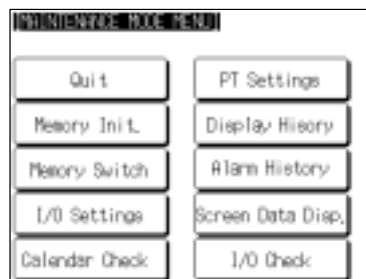 [MAINTENANCE MODE MENU]
Quit
PT Settings
Memory Init.
Display Hisory
Memory Switch
Alarm History
I/O Settings
Screen Data Disp.
Calendar Check
I/O Check